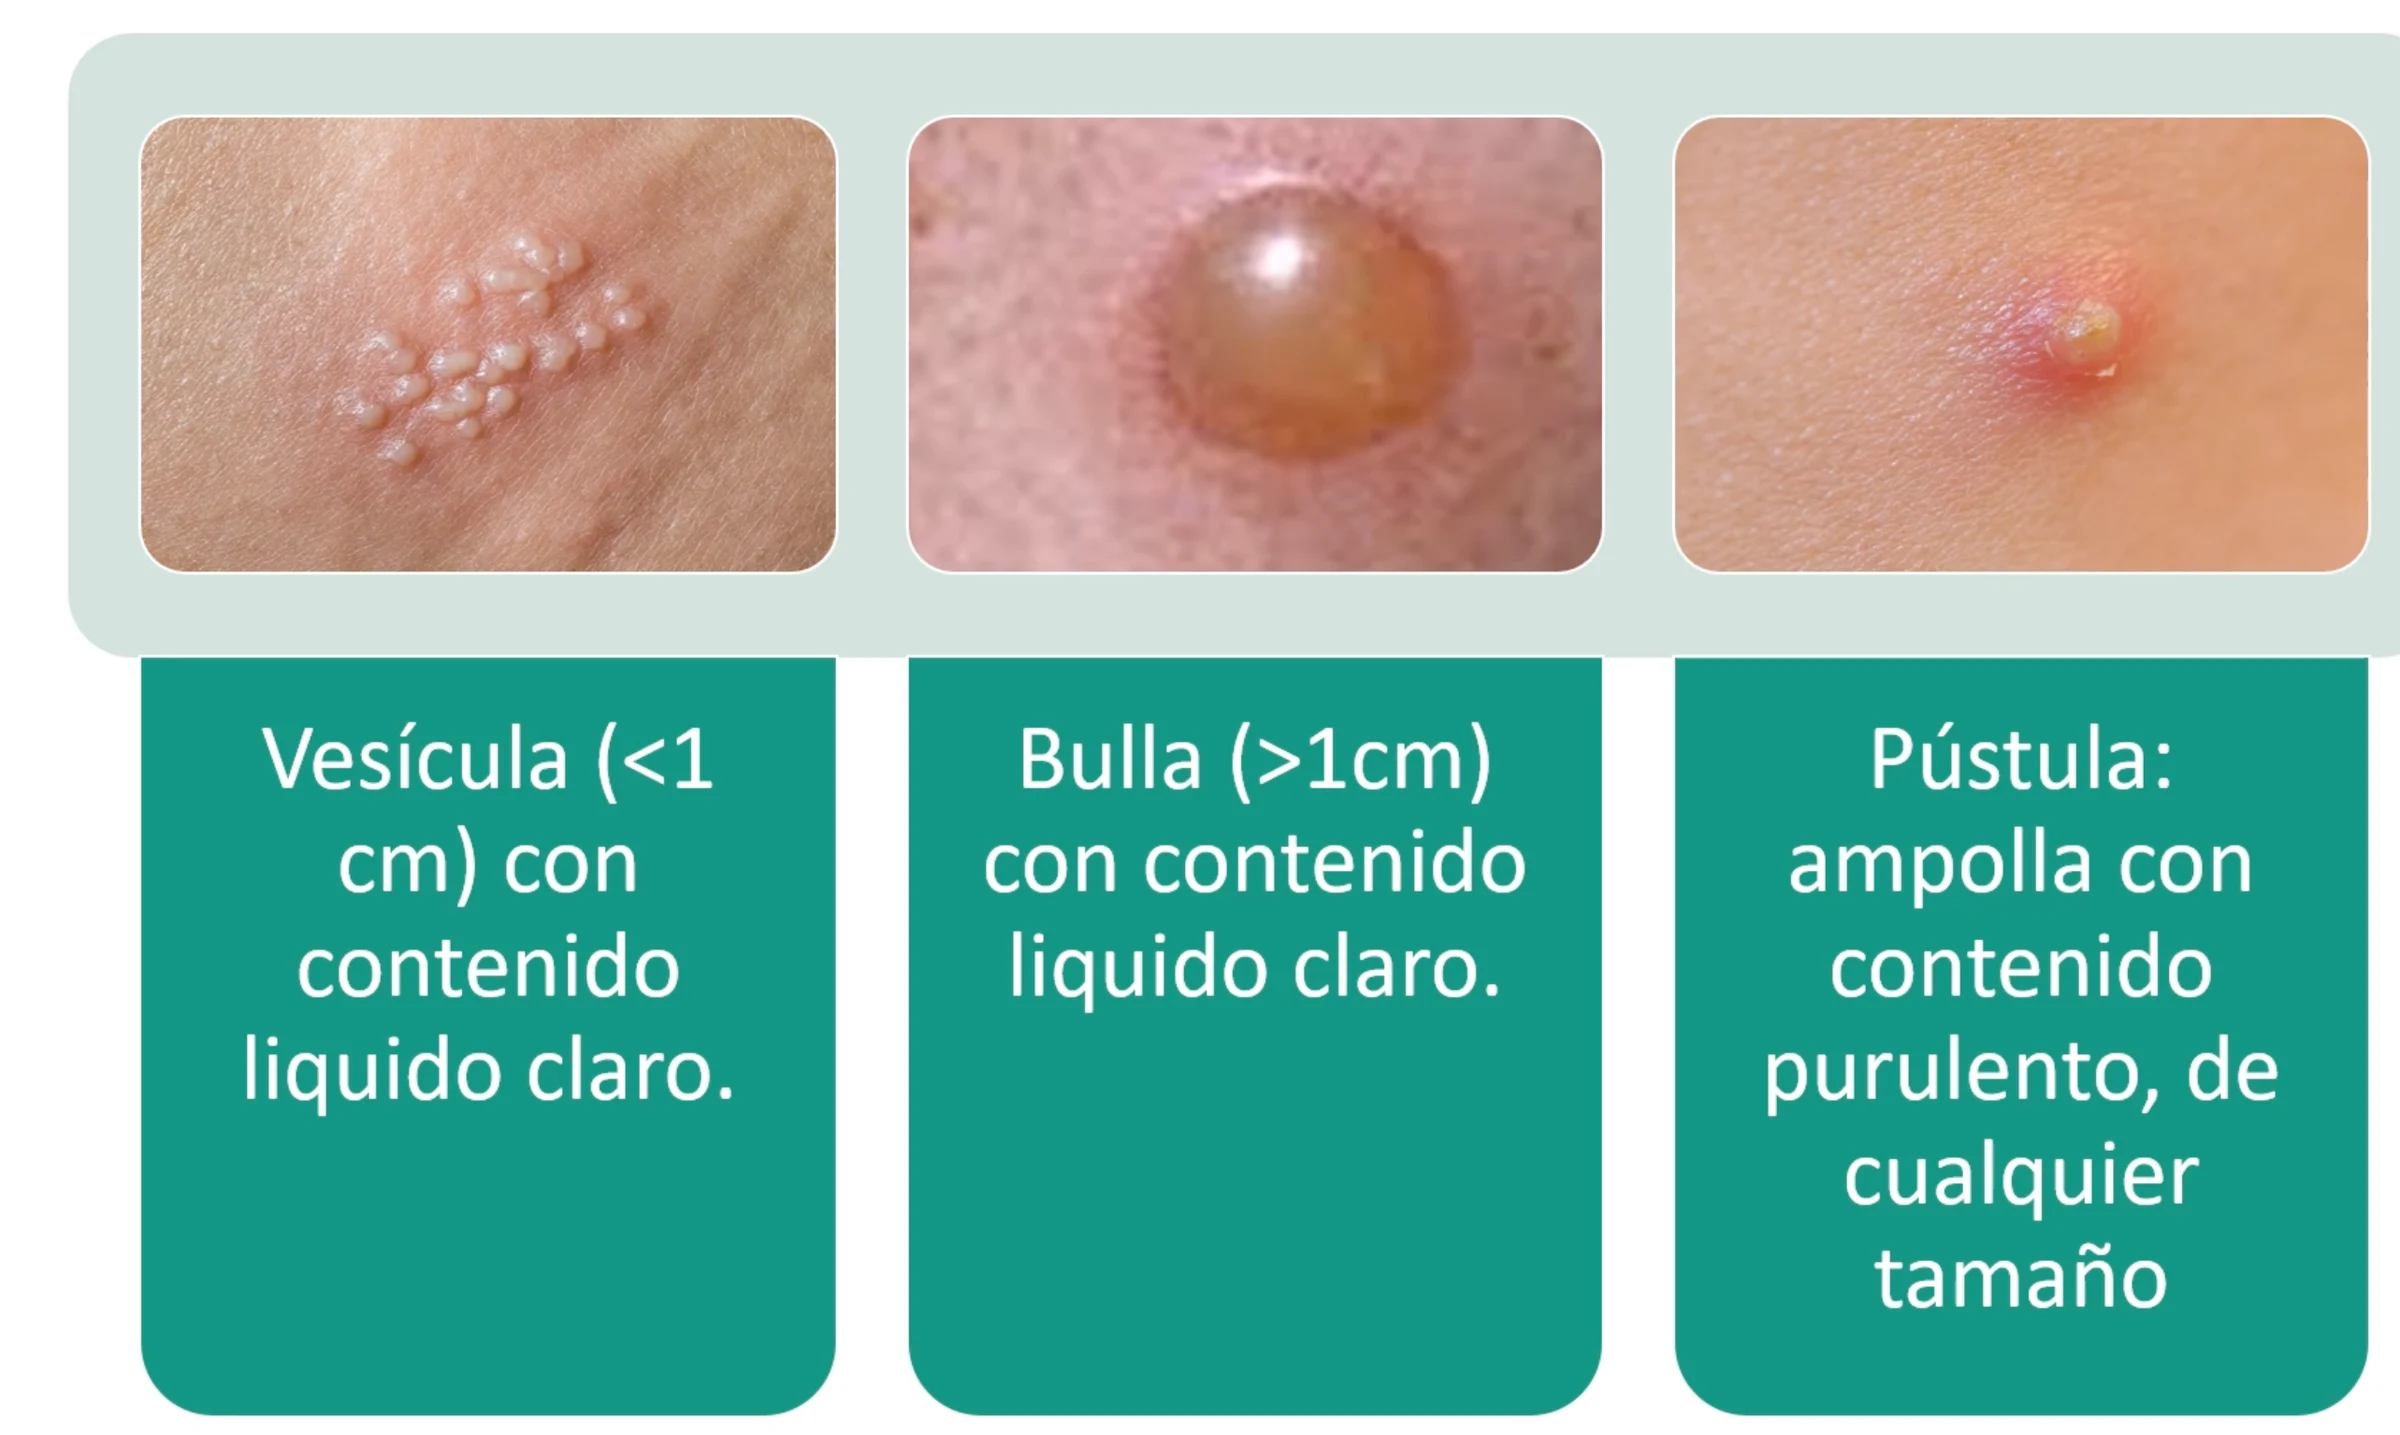 Vesícula (<1
cm) con
contenido
liquido claro.
Bulla (>1cm)
con contenido
liquido claro.
Pústula:
ampolla con
contenido
purulento, de
cualquier
tamaño